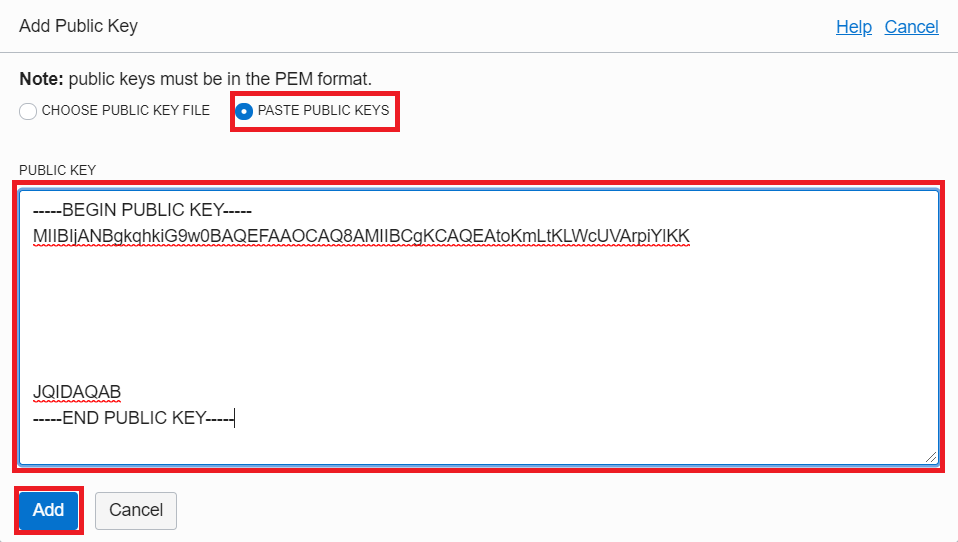 Add Public Key
Help Cancel
Note: public keys must be in the PEM format.
CHOOSE PUBLIC KEY FILE PASTE PUBLIC KEYS
PUBLIC KEY
-----BEGIN PUBLIC KEY-----
MIIBIjANBgkqhkiG9w0BAQEFAAOCAQ8AMIIBCgKCAQEAtoKmLtKLWcUVArpiYlKK
JQIDAQAB
-----END PUBLIC KEY-----
Add Cancel